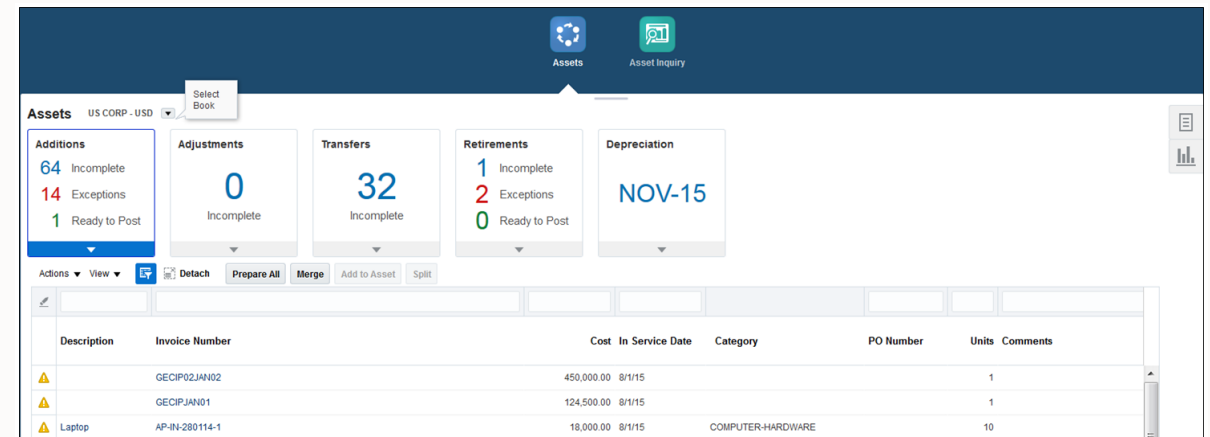 Assets
Asset Inquiry
Select
Book
Assets US CORP - USD
Additions
64 Incomplete
14 Exceptions
1 Ready to Post
Adjustments
0
Incomplete
Transfers
32
Incomplete
Retirements
1 Incomplete
2 Exceptions
0 Ready to Post
Depreciation
NOV-15
Actions View Detach Prepare All Merge Add to Asset Split
Description Invoice Number Cost In Service Date Category PO Number Units Comments
GECIP02JAN02 450,000.00 8/1/15 1
GECIPJAN01 124,500.00 8/1/15 1
Laptop AP-IN-280114-1 18,000.00 8/1/15 COMPUTER-HARDWARE 10